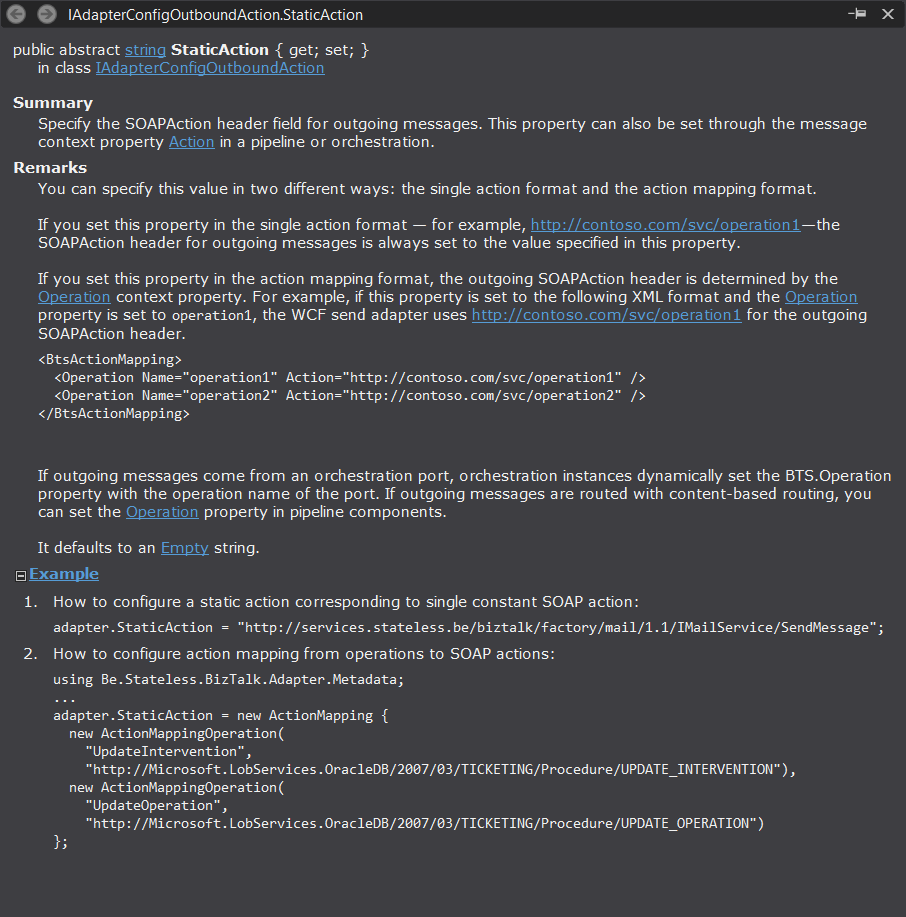 IAdapterConfigOutboundAction.StaticAction
public abstract string StaticAction { get; set; }
in class IAdapterConfigOutboundAction
Summary
Specify the SOAPAction header field for outgoing messages. This property can also be set through the message
context property Action in a pipeline or orchestration.
Remarks
You can specify this value in two different ways: the single action format and the action mapping format.
If you set this property in the single action format — for example, http://contoso.com/svc/operation1—the
SOAPAction header for outgoing messages is always set to the value specified in this property.
If you set this property in the action mapping format, the outgoing SOAPAction header is determined by the
Operation context property. For example, if this property is set to the following XML format and the Operation
property is set to operation1, the WCF send adapter uses http://contoso.com/svc/operation1 for the outgoing
SOAPAction header.
<BtsActionMapping>
  <Operation Name="operation1" Action="http://contoso.com/svc/operation1" />
  <Operation Name="operation2" Action="http://contoso.com/svc/operation2" />
</BtsActionMapping>
If outgoing messages come from an orchestration port, orchestration instances dynamically set the BTS.Operation
property with the operation name of the port. If outgoing messages are routed with content-based routing, you
can set the Operation property in pipeline components.
It defaults to an Empty string.
Example
1. How to configure a static action corresponding to single constant SOAP action:
adapter.StaticAction = "http://services.stateless.be/biztalk/factory/mail/1.1/IMailService/SendMessage";
2. How to configure action mapping from operations to SOAP actions:
using Be.Stateless.BizTalk.Adapter.Metadata;
...
adapter.StaticAction = new ActionMapping {
  new ActionMappingOperation(
    "UpdateIntervention",
    "http://Microsoft.LobServices.OracleDB/2007/03/TICKETING/Procedure/UPDATE_INTERVENTION"),
  new ActionMappingOperation(
    "UpdateOperation",
    "http://Microsoft.LobServices.OracleDB/2007/03/TICKETING/Procedure/UPDATE_OPERATION")
};